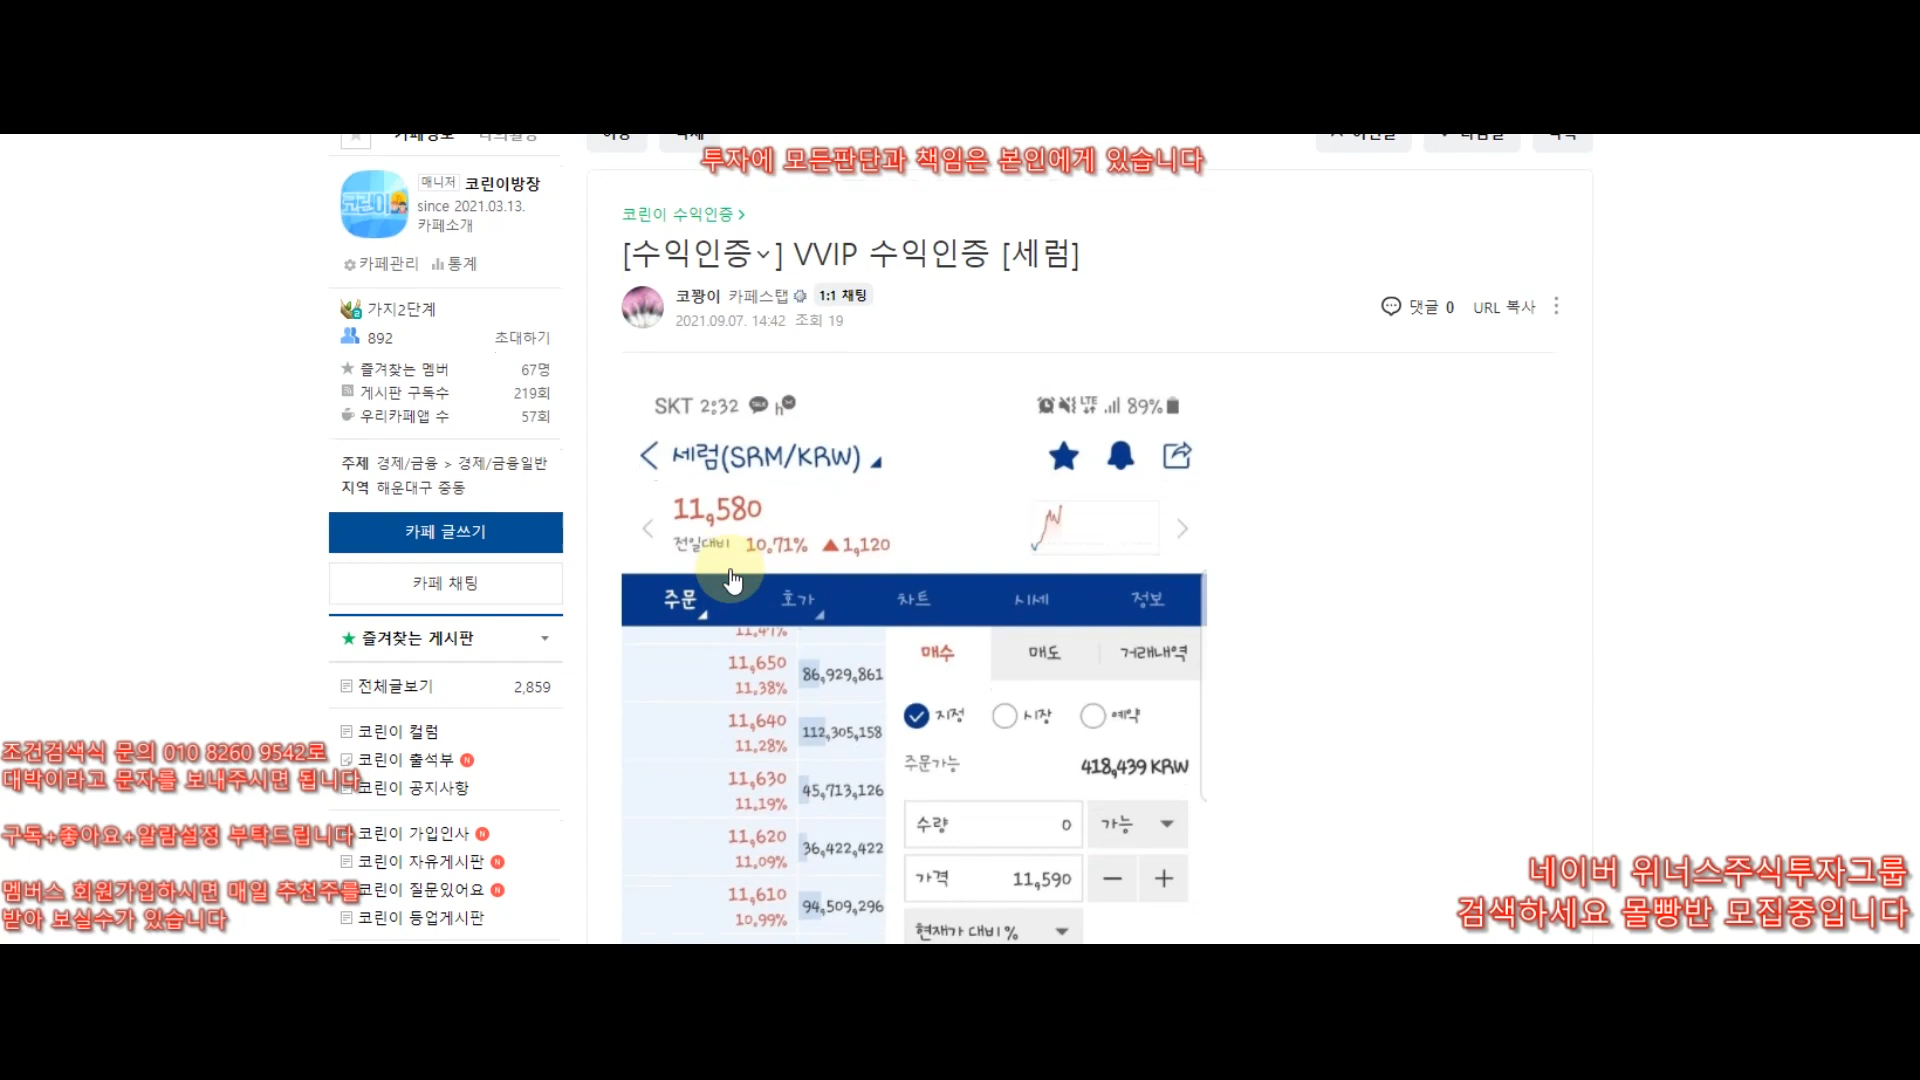 투자에 모든판단과 책임은 본인에게 있습니다
매니저 코린이방장
since 2021.03.13.
카페소개
코린이
카페관리 통계
가지2단계
892 초대하기
즐겨찾는 멤버 67명
게시판 구독수 219회
우리카페앱 수 57회
주제 경제/금융 > 경제/금융일반
지역 해운대구 중동
카페 글쓰기
카페 채팅
즐겨찾는 게시판
전체글보기 2,859
코린이 컬럼
코린이 출석부 N
코린이 공지사항
코린이 가입인사 N
코린이 자유게시판 N
코린이 질문있어요 N
코린이 등업게시판
조건검색식 문의 010 8260 9542로
대박이라고 문자를 보내주시면 됩니다
구독+좋아요+알람설정 부탁드립니다
멤버스 회원가입하시면 매일 추천주를
받아 보실수가 있습니다
코린이 수익인증 >
[수익인증] VVIP 수익인증 [세럼]
코꽝이 카페스탭 1:1 채팅
2021.09.07. 14:42 조회 19
댓글 0 URL 복사
SKT 2:32 TALK LTE 89%
세럼(SRM/KRW)
11,580
전일대비 10.71% ▲1,120
주문 호가 차트 시세 정보
11.47%
11,650 86,929,861
11.38%
11,640 112,305,158
11.28%
11,630 45,713,126
11.19%
11,620 36,422,422
11.09%
11,610 94,509,296
10.99%
매수 매도 거래내역
지정 시장 예약
주문가능 418,439 KRW
수량 0 가능
가격 11,590 − +
현재가 대비%
네이버 위너스주식투자그룹
검색하세요 몰빵반 모집중입니다